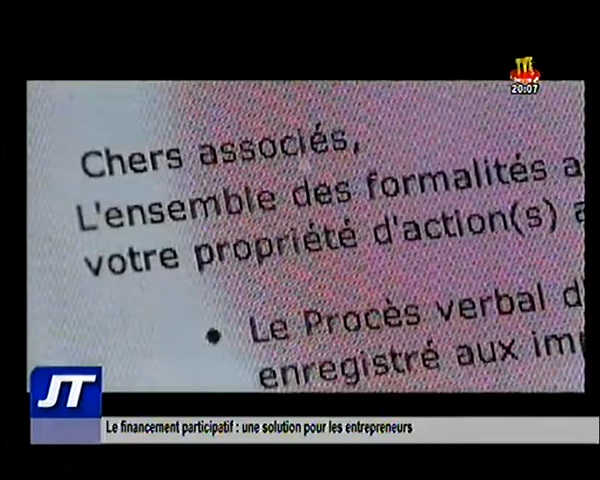 20:07
Chers associés,
L'ensemble des formalités a
votre propriété d'action(s) a
• Le Procès verbal d'
enregistré aux im
JT
Le financement participatif : une solution pour les entrepreneurs